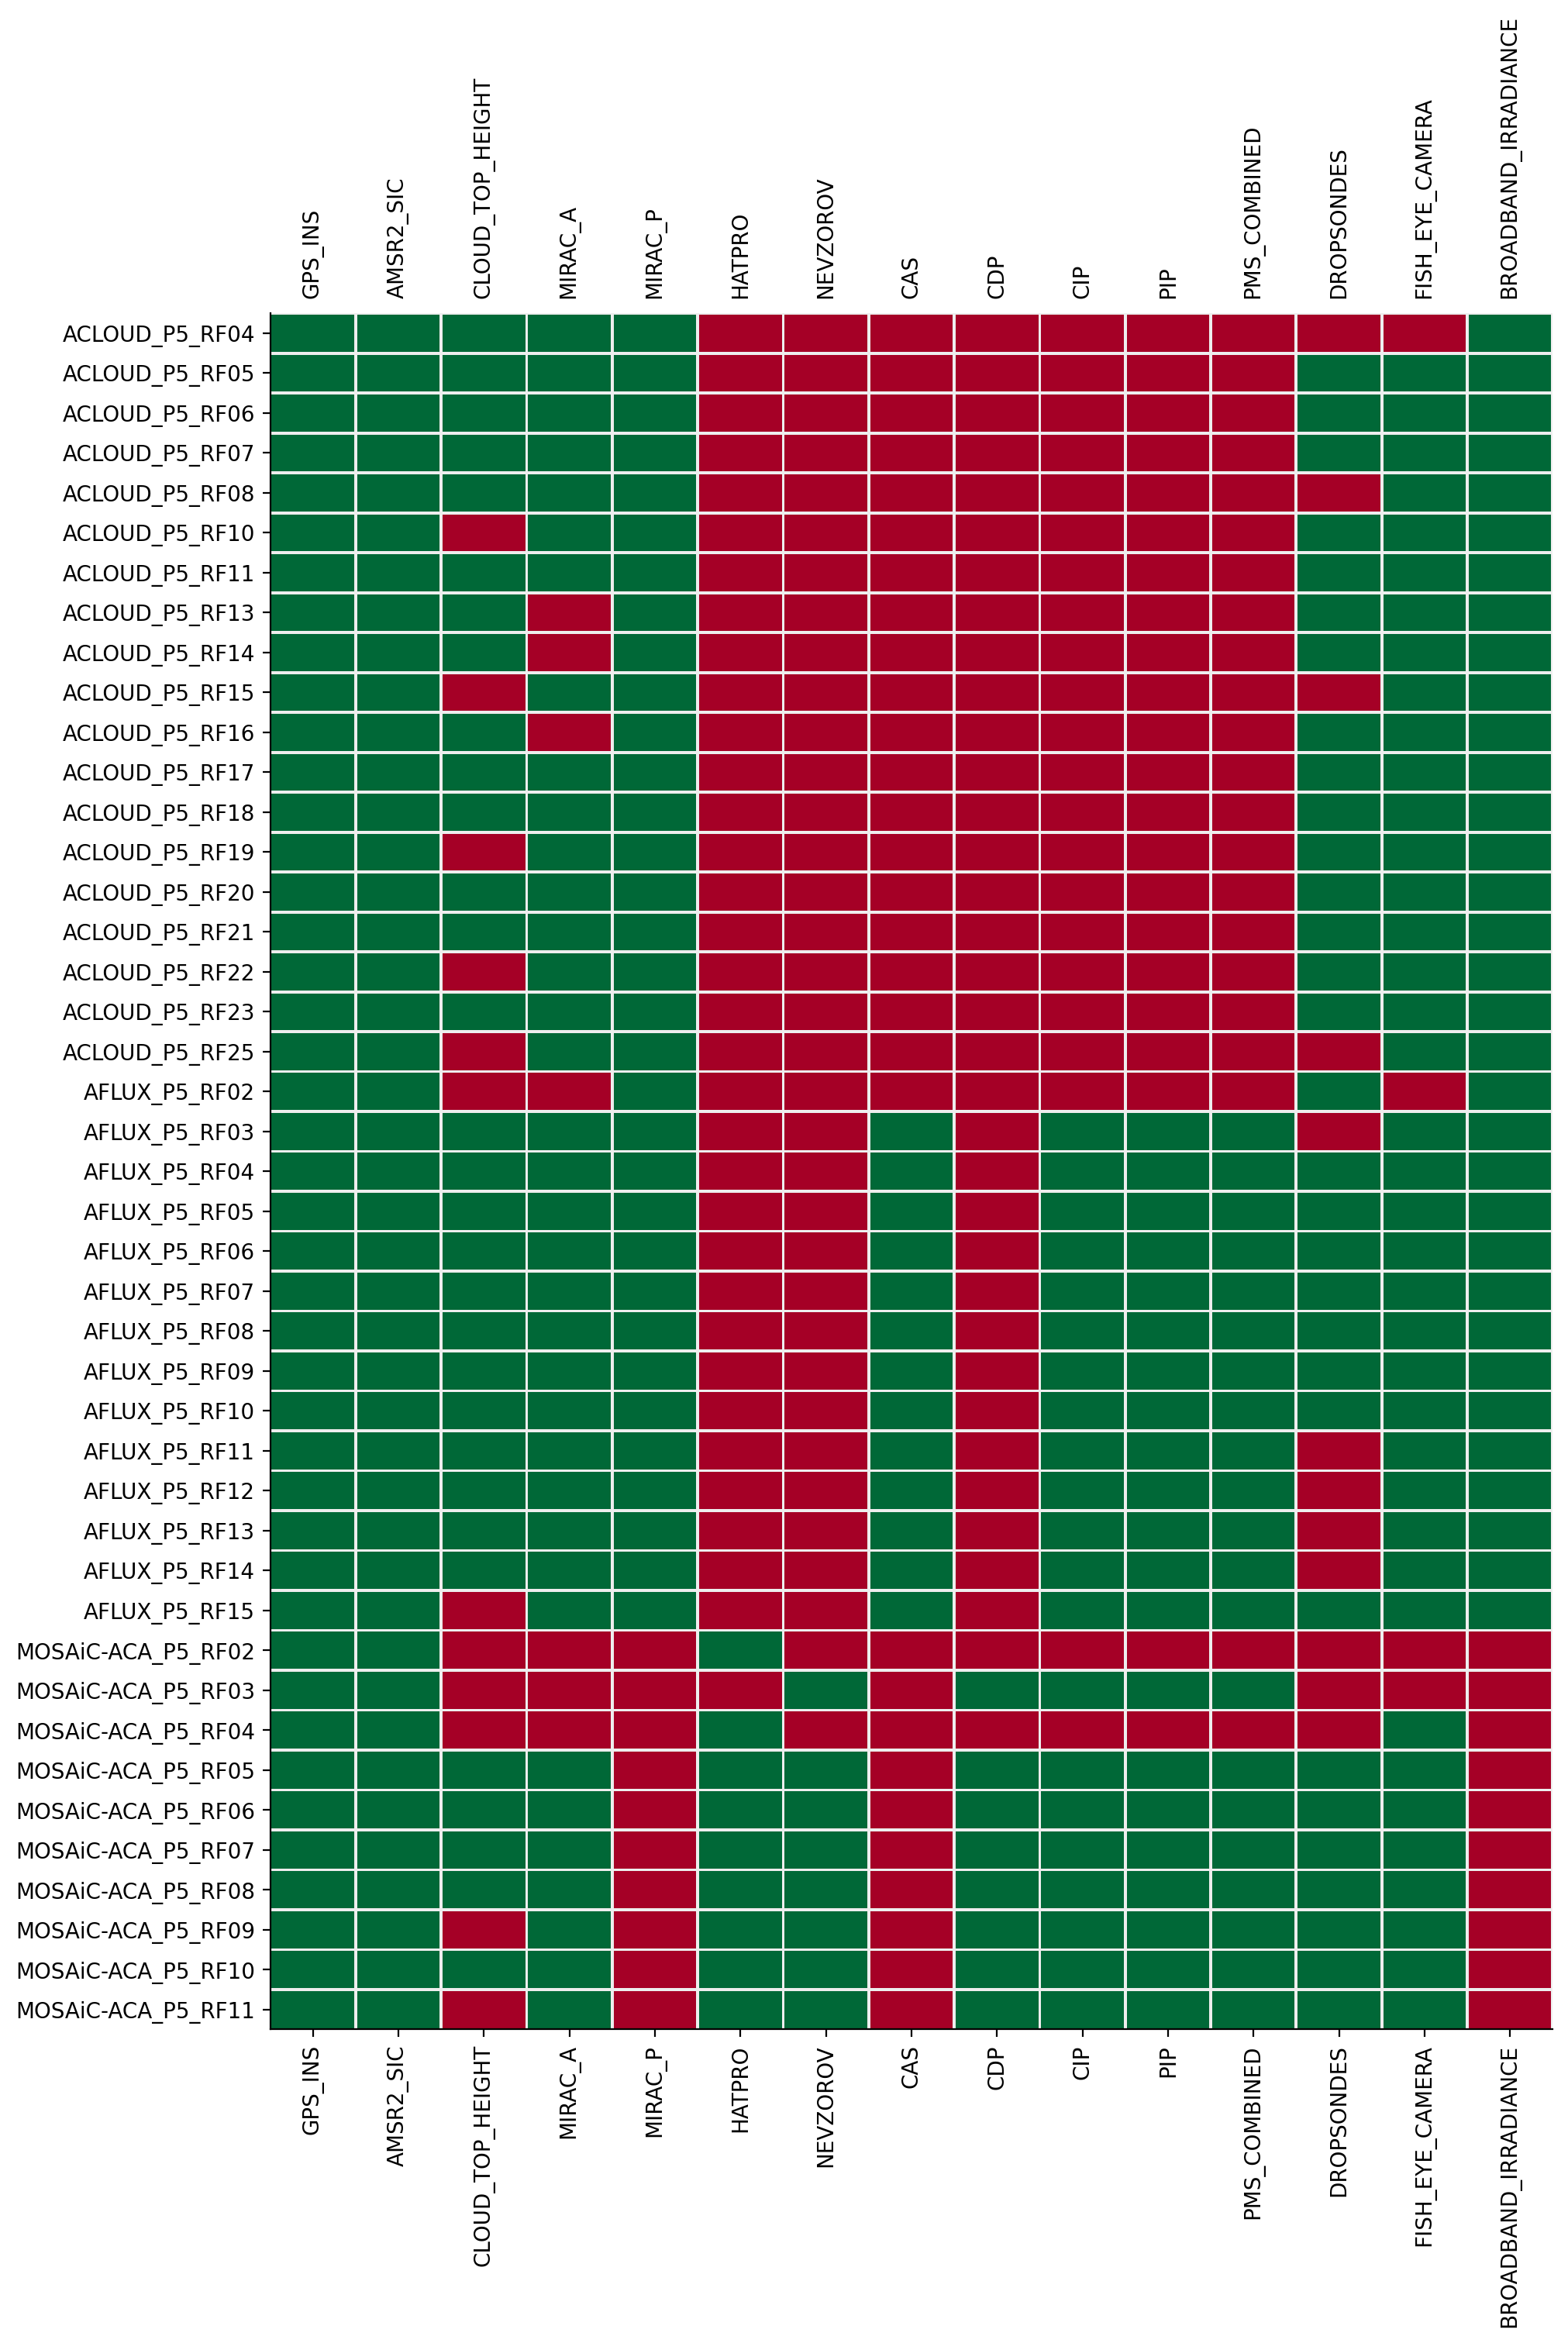 GPS_INS
AMSR2_SIC
CLOUD_TOP_HEIGHT
MIRAC_A
MIRAC_P
HATPRO
NEVZOROV
CAS
CDP
CIP
PIP
PMS_COMBINED
DROPSONDES
FISH_EYE_CAMERA
BROADBAND_IRRADIANCE
ACLOUD_P5_RF04
ACLOUD_P5_RF05
ACLOUD_P5_RF06
ACLOUD_P5_RF07
ACLOUD_P5_RF08
ACLOUD_P5_RF10
ACLOUD_P5_RF11
ACLOUD_P5_RF13
ACLOUD_P5_RF14
ACLOUD_P5_RF15
ACLOUD_P5_RF16
ACLOUD_P5_RF17
ACLOUD_P5_RF18
ACLOUD_P5_RF19
ACLOUD_P5_RF20
ACLOUD_P5_RF21
ACLOUD_P5_RF22
ACLOUD_P5_RF23
ACLOUD_P5_RF25
AFLUX_P5_RF02
AFLUX_P5_RF03
AFLUX_P5_RF04
AFLUX_P5_RF05
AFLUX_P5_RF06
AFLUX_P5_RF07
AFLUX_P5_RF08
AFLUX_P5_RF09
AFLUX_P5_RF10
AFLUX_P5_RF11
AFLUX_P5_RF12
AFLUX_P5_RF13
AFLUX_P5_RF14
AFLUX_P5_RF15
MOSAiC-ACA_P5_RF02
MOSAiC-ACA_P5_RF03
MOSAiC-ACA_P5_RF04
MOSAiC-ACA_P5_RF05
MOSAiC-ACA_P5_RF06
MOSAiC-ACA_P5_RF07
MOSAiC-ACA_P5_RF08
MOSAiC-ACA_P5_RF09
MOSAiC-ACA_P5_RF10
MOSAiC-ACA_P5_RF11
GPS_INS
AMSR2_SIC
CLOUD_TOP_HEIGHT
MIRAC_A
MIRAC_P
HATPRO
NEVZOROV
CAS
CDP
CIP
PIP
PMS_COMBINED
DROPSONDES
FISH_EYE_CAMERA
BROADBAND_IRRADIANCE